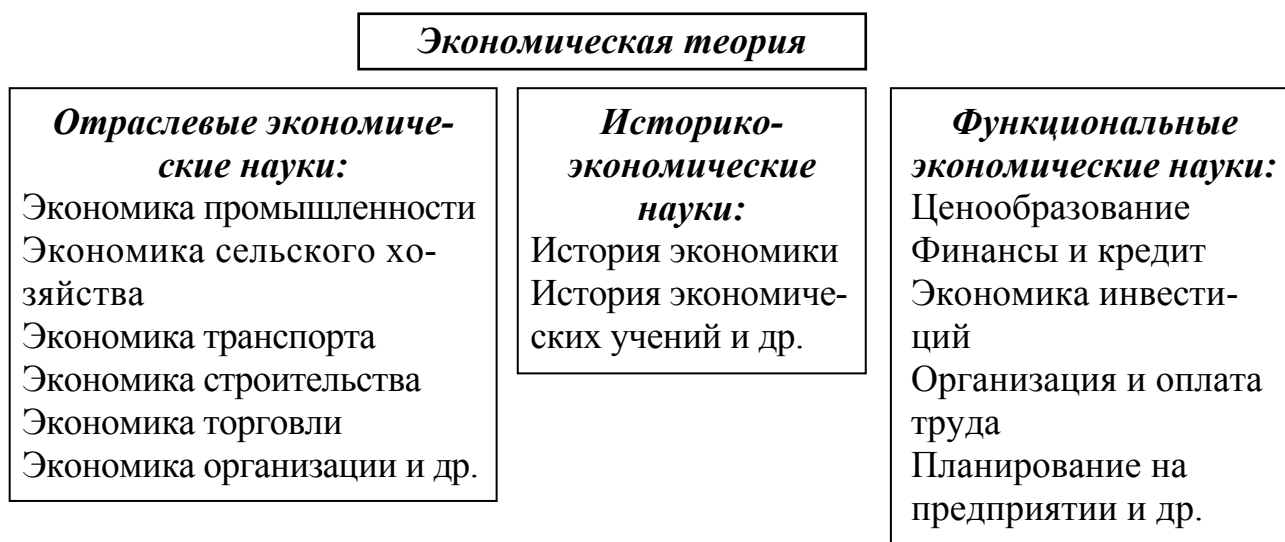 Экономическая теория
Отраслевые экономиче-
ские науки:
Экономика промышленности
Экономика сельского хо-
зяйства
Экономика транспорта
Экономика строительства
Экономика торговли
Экономика организации и др.
Историко-
экономические
науки:
История экономики
История экономиче-
ских учений и др.
Функциональные
экономические науки:
Ценообразование
Финансы и кредит
Экономика инвести-
ций
Организация и оплата
труда
Планирование на
предприятии и др.